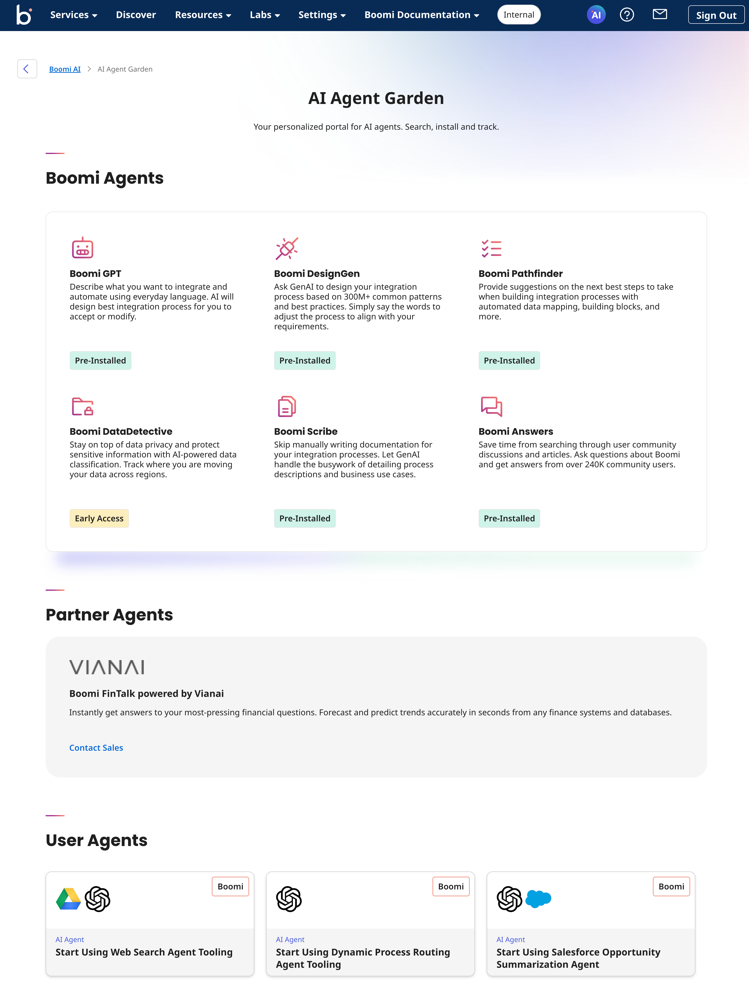 b Services Discover Resources Labs Settings Boomi Documentation Internal AI ? Sign Out
Boomi AI > AI Agent Garden
AI Agent Garden
Your personalized portal for AI agents. Search, install and track.
Boomi Agents
Boomi GPT
Describe what you want to integrate and
automate using everyday language. AI will
design best integration process for you to
accept or modify.
Pre-Installed
Boomi DesignGen
Ask GenAI to design your integration
process based on 300M+ common patterns
and best practices. Simply say the words to
adjust the process to align with your
requirements.
Pre-Installed
Boomi Pathfinder
Provide suggestions on the next best steps to take
when building integration processes with
automated data mapping, building blocks, and
more.
Pre-Installed
Boomi DataDetective
Stay on top of data privacy and protect
sensitive information with AI-powered data
classification. Track where you are moving
your data across regions.
Early Access
Boomi Scribe
Skip manually writing documentation for
your integration processes. Let GenAI
handle the busywork of detailing process
descriptions and business use cases.
Pre-Installed
Boomi Answers
Save time from searching through user community
discussions and articles. Ask questions about Boomi
and get answers from over 240K community users.
Pre-Installed
Partner Agents
VIANAI
Boomi FinTalk powered by Vianai
Instantly get answers to your most-pressing financial questions. Forecast and predict trends accurately in seconds from any finance systems and databases.
Contact Sales
User Agents
Boomi
AI Agent
Start Using Web Search Agent Tooling
Boomi
AI Agent
Start Using Dynamic Process Routing
Agent Tooling
Boomi
AI Agent
Start Using Salesforce Opportunity
Summarization Agent